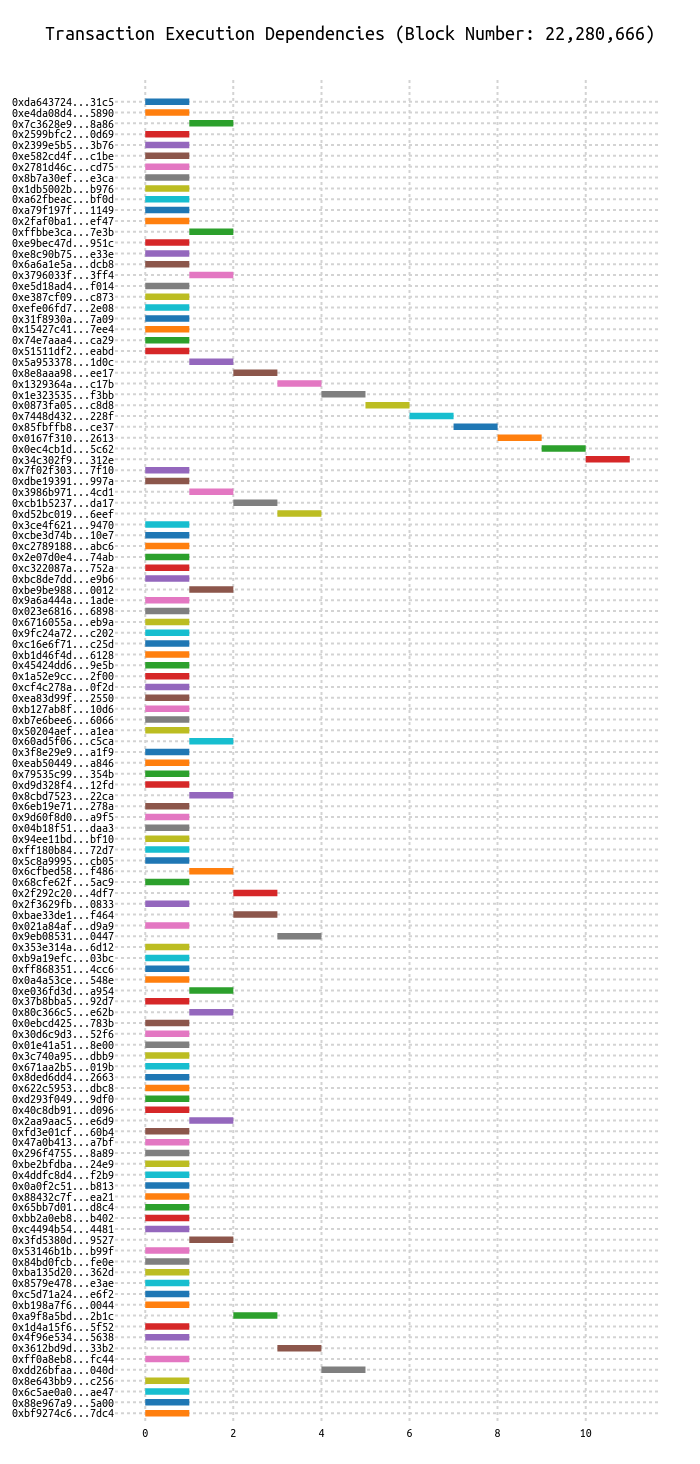 Transaction Execution Dependencies (Block Number: 22,280,666)
0xda643724...31c5
0xe4da08d4...5890
0x7c3628e9...8a86
0x2599bfc2...0d69
0x2399e5b5...3b76
0xe582cd4f...c1be
0x2781d46c...cd75
0x8b7a30ef...e3ca
0x1db5002b...b976
0xa62fbeac...bf0d
0xa79f197f...1149
0x2faf0ba1...ef47
0xffbbe3ca...7e3b
0xe9bec47d...951c
0xe8c90b75...e33e
0x6a6a1e5a...dcb8
0x3796033f...3ff4
0xe5d18ad4...f014
0xe387cf09...c873
0xefe06fd7...2e08
0x31f8930a...7a09
0x15427c41...7ee4
0x74e7aaa4...ca29
0x51511df2...eabd
0x5a953378...1d0c
0x8e8aaa98...ee17
0x1329364a...c17b
0x1e323535...f3bb
0x0873fa05...c8d8
0x7448d432...228f
0x85fbffb8...ce37
0x0167f310...2613
0x0ec4cb1d...5c62
0x34c302f9...312e
0x7f02f303...7f10
0xdbe19391...997a
0x3986b971...4cd1
0xcb1b5237...da17
0xd52bc019...6eef
0x3ce4f621...9470
0xcbe3d74b...10e7
0xc2789188...abc6
0x2e07d0e4...74ab
0xc322087a...752a
0xbc8de7dd...e9b6
0xbe9be988...0012
0x9a6a444a...1ade
0x023e6816...6898
0x6716055a...eb9a
0x9fc24a72...c202
0xc16e6f71...c25d
0xb1d46f4d...6128
0x45424dd6...9e5b
0x1a52e9cc...2f00
0xcf4c278a...0f2d
0xea83d99f...2550
0xb127ab8f...10d6
0xb7e6bee6...6066
0x50204aef...a1ea
0x60ad5f06...c5ca
0x3f8e29e9...a1f9
0xeab50449...a846
0x79535c99...354b
0xd9d328f4...12fd
0x8cbd7523...22ca
0x6eb19e71...278a
0x9d60f8d0...a9f5
0x04b18f51...daa3
0x94ee11bd...bf10
0xff180b84...72d7
0x5c8a9995...cb05
0x6cfbed58...f486
0x68cfe62f...5ac9
0x2f292c20...4df7
0x2f3629fb...0833
0xbae33de1...f464
0x021a84af...d9a9
0x9eb08531...0447
0x353e314a...6d12
0xb9a19efc...03bc
0xff868351...4cc6
0x0a4a53ce...548e
0xe036fd3d...a954
0x37b8bba5...92d7
0x80c366c5...e62b
0x0ebcd425...783b
0x30d6c9d3...52f6
0x01e41a51...8e00
0x3c740a95...dbb9
0x671aa2b5...019b
0x8ded6dd4...2663
0x622c5953...dbc8
0xd293f049...9df0
0x40c8db91...d096
0x2aa9aac5...e6d9
0xfd3e01cf...60b4
0x47a0b413...a7bf
0x296f4755...8a89
0xbe2bfdba...24e9
0x4ddfc8d4...f2b9
0x0a0f2c51...b813
0x88432c7f...ea21
0x65bb7d01...d8c4
0xbb2a0eb8...b402
0xc4494b54...4481
0x3fd5380d...9527
0x53146b1b...b99f
0x84bd0fcb...fe0e
0xba135d20...362d
0x8579e478...e3ae
0xc5d71a24...e6f2
0xb198a7f6...0044
0xa9f8a5bd...2b1c
0x1d4a15f6...5f52
0x4f96e534...5638
0x3612bd9d...33b2
0xff0a8eb8...fc44
0xdd26bfaa...040d
0x8e643bb9...c256
0x6c5ae0a0...ae47
0x88e967a9...5a00
0xbf9274c6...7dc4
0 2 4 6 8 10